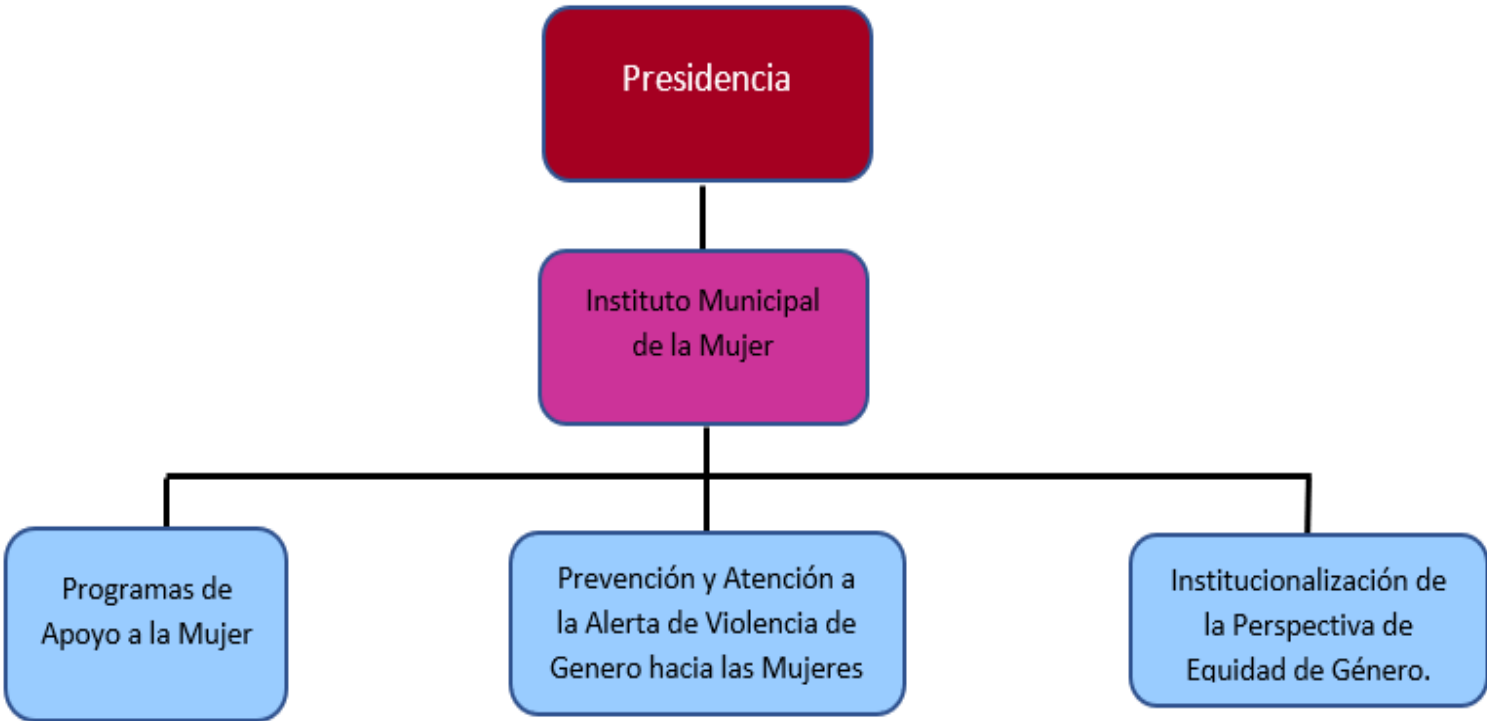 Presidencia
Instituto Municipal
de la Mujer
Programas de
Apoyo a la Mujer
Prevención y Atención a
la Alerta de Violencia de
Genero hacia las Mujeres
Institucionalización de
la Perspectiva de
Equidad de Género.